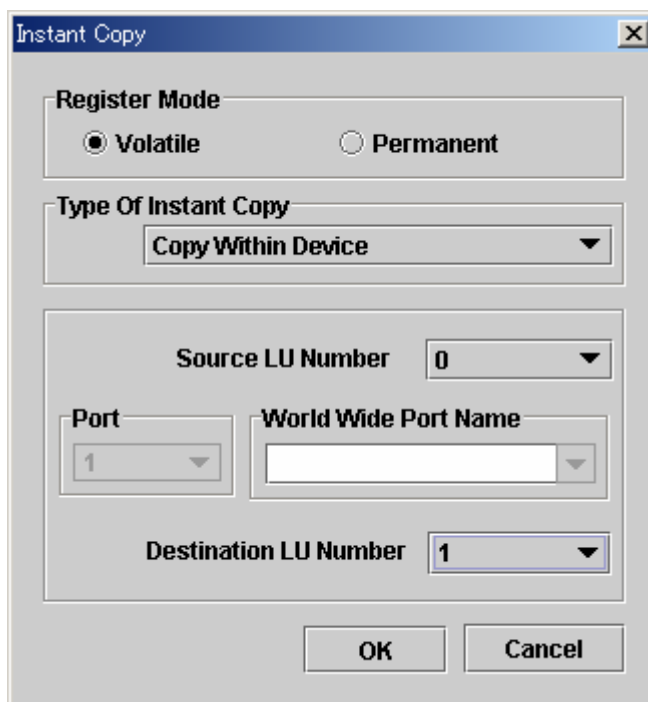 Instant Copy
Register Mode
Volatile
Permanent
Type Of Instant Copy
Copy Within Device
Source LU Number
0
Port
World Wide Port Name
1
Destination LU Number
1
OK
Cancel